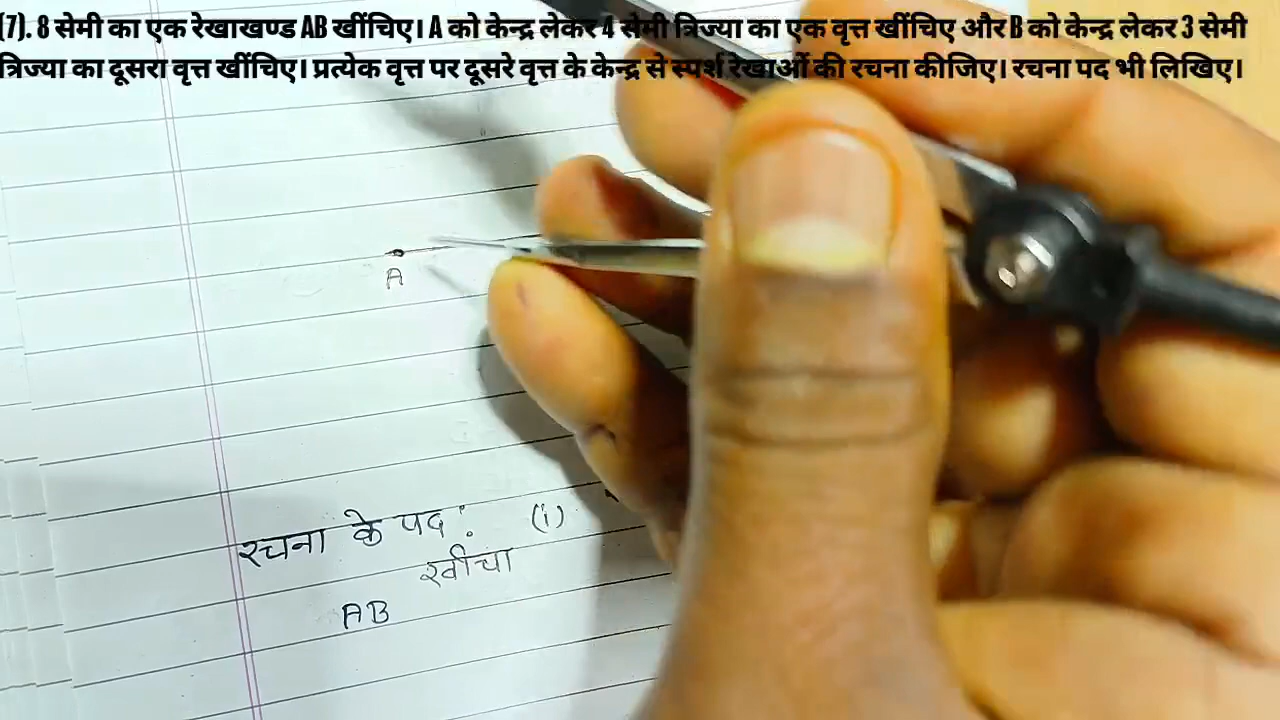 (7). 8 सेमी का एक रेखाखण्ड AB खींचिए। A को केन्द्र लेकर 4 सेमी त्रिज्या का एक वृत्त खींचिए और B को केन्द्र लेकर 3 सेमी
त्रिज्या का दूसरा वृत्त खींचिए। प्रत्येक वृत्त पर दूसरे वृत्त के केन्द्र से स्पर्श रेखाओं की रचना कीजिए। रचना पद भी लिखिए।
A
रचना के पद : (i)
खींचा
AB